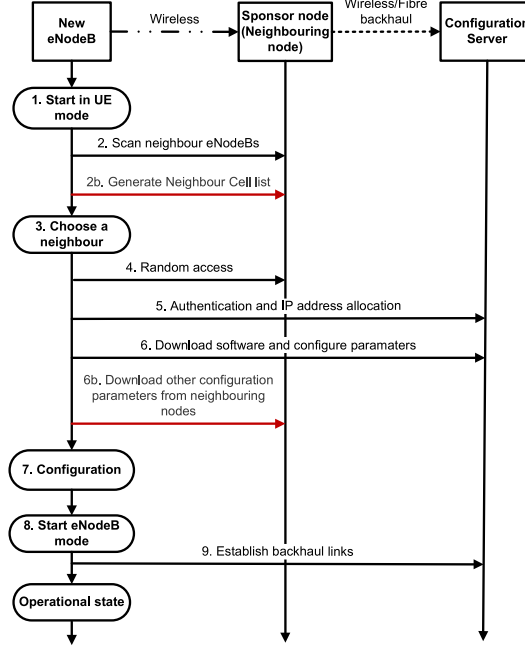 New
eNodeB
Wireless
Sponsor node
(Neighbouring
node)
Wireless/Fibre
backhaul
Configuration
Server
1. Start in UE
mode
2. Scan neighbour eNodeBs
2b. Generate Neighbour Cell list
3. Choose a
neighbour
4. Random access
5. Authentication and IP address allocation
6. Download software and configure paramaters
6b. Download other configuration
parameters from neighbouring
nodes
7. Configuration
8. Start eNodeB
mode
9. Establish backhaul links
Operational state